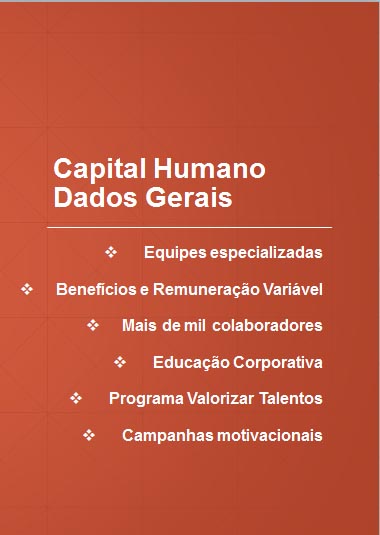 Capital Humano
Dados Gerais
❖ Equipes especializadas
❖ Benefícios e Remuneração Variável
❖ Mais de mil colaboradores
❖ Educação Corporativa
❖ Programa Valorizar Talentos
❖ Campanhas motivacionais